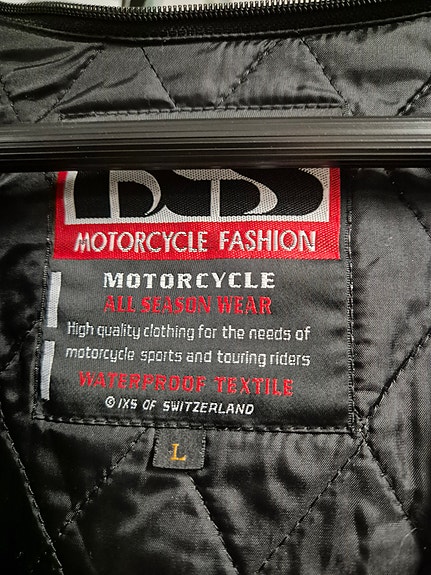 MOTORCYCLE FASHION
MOTORCYCLE
ALL SEASON WEAR
High quality clothing for the needs of
motorcycle sports and touring riders
WATERPROOF TEXTILE
© IXS OF SWITZERLAND
L